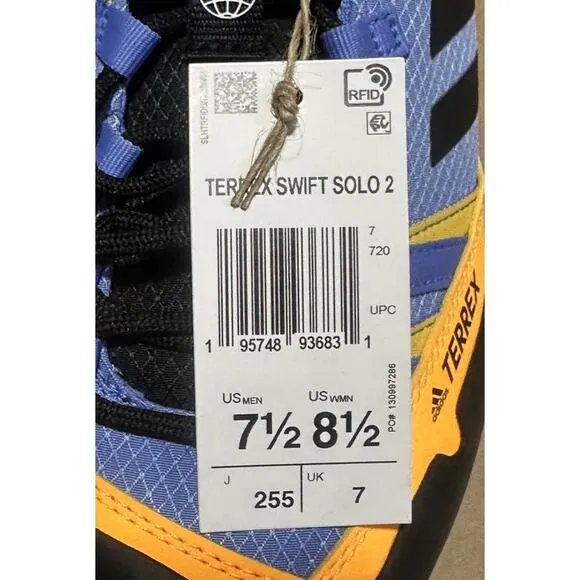 RFID
TERREX SWIFT SOLO 2
7
720
UPC
1 95748 93683 1
US MEN US WMN
7½ 8½
PO# 130997286
J UK
255 7
adidas TERREX